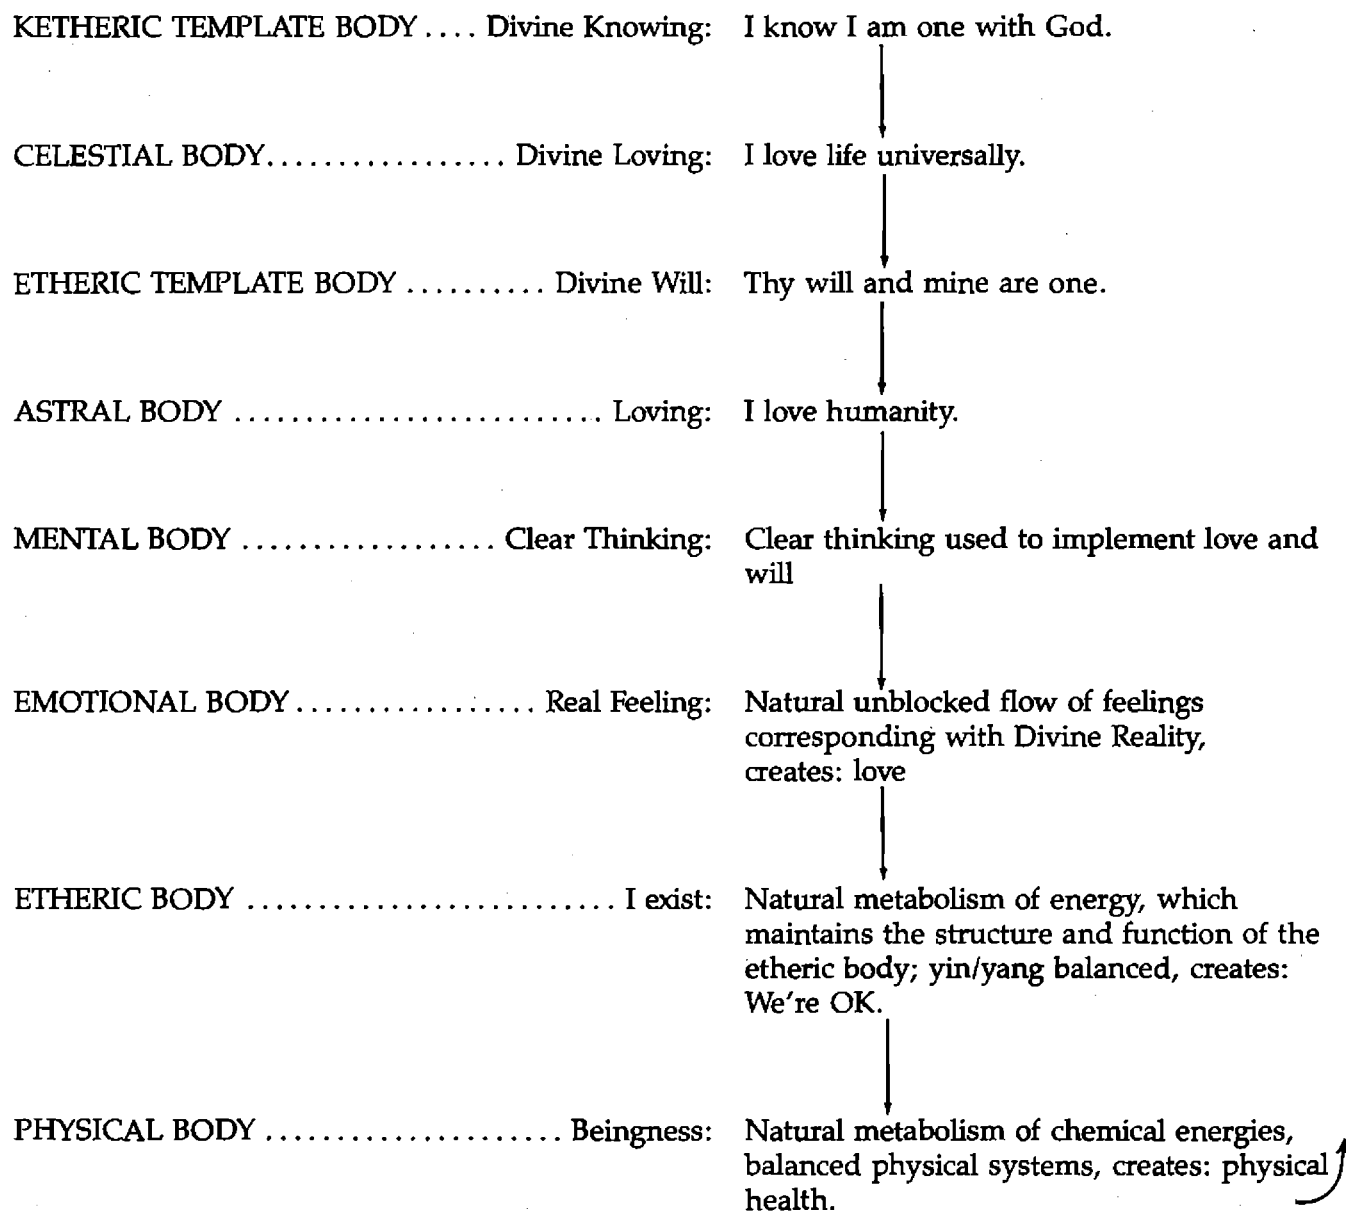 KETHERIC TEMPLATE BODY .... Divine Knowing: I know I am one with God.
CELESTIAL BODY................. Divine Loving: I love life universally.
ETHERIC TEMPLATE BODY .......... Divine Will: Thy will and mine are one.
ASTRAL BODY .......................... Loving: I love humanity.
MENTAL BODY .................. Clear Thinking: Clear thinking used to implement love and
will
EMOTIONAL BODY................. Real Feeling: Natural unblocked flow of feelings
corresponding with Divine Reality,
creates: love
ETHERIC BODY .......................... I exist: Natural metabolism of energy, which
maintains the structure and function of the
etheric body; yin/yang balanced, creates:
We're OK.
PHYSICAL BODY ..................... Beingness: Natural metabolism of chemical energies,
balanced physical systems, creates: physical
health.